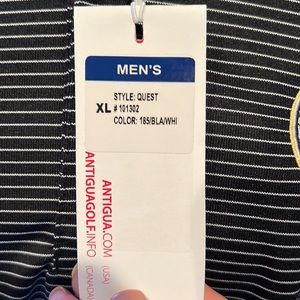 MEN'S
STYLE: QUEST
XL # 101302
COLOR: 185/BLA/WHI
ANTIGUA.COM
(USA)
ANTIGUAGOLF.INFO
(CANADA)